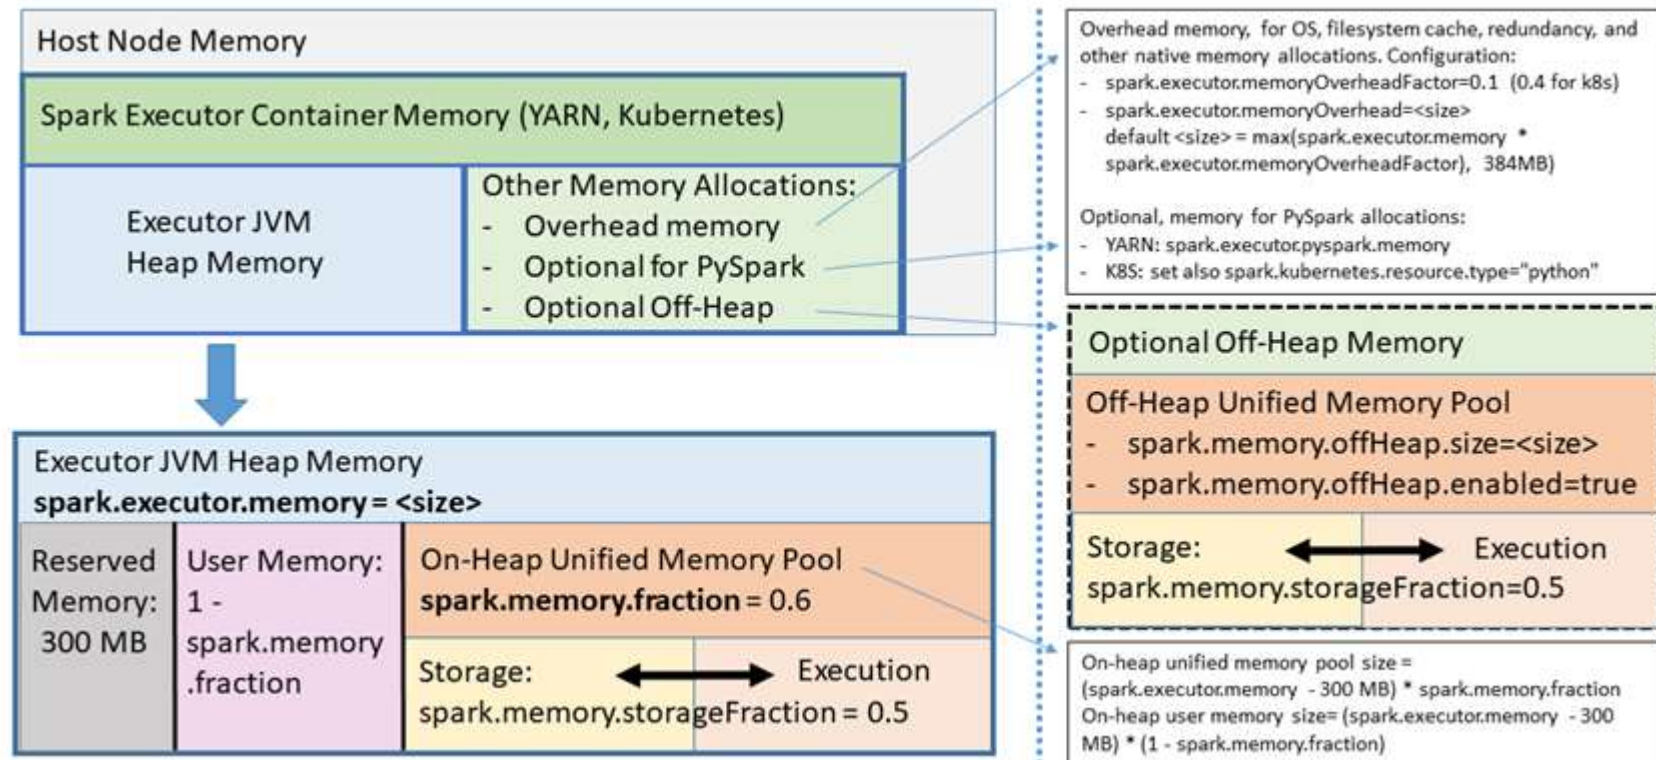 Host Node Memory
Spark Executor Container Memory (YARN, Kubernetes)
Executor JVM
Heap Memory
Other Memory Allocations:
- Overhead memory
- Optional for PySpark
- Optional Off-Heap
Executor JVM Heap Memory
spark.executor.memory = <size>
Reserved
Memory:
300 MB
User Memory:
1 -
spark.memory
.fraction
On-Heap Unified Memory Pool
spark.memory.fraction = 0.6
Storage:
Execution
spark.memory.storageFraction = 0.5
Overhead memory, for OS, filesystem cache, redundancy, and
other native memory allocations. Configuration:
- spark.executor.memoryOverheadFactor=0.1 (0.4 for k8s)
- spark.executor.memoryOverhead=<size>
default <size> = max(spark.executor.memory *
spark.executor.memoryOverheadFactor), 384MB)
Optional, memory for PySpark allocations:
- YARN: spark.executor.pyspark.memory
- K8S: set also spark.kubernetes.resource.type="python"
Optional Off-Heap Memory
Off-Heap Unified Memory Pool
- spark.memory.offHeap.size=<size>
- spark.memory.offHeap.enabled=true
Storage:
Execution
spark.memory.storageFraction=0.5
On-heap unified memory pool size =
(spark.executor.memory - 300 MB) * spark.memory.fraction
On-heap user memory size= (spark.executor.memory - 300
MB) * (1 - spark.memory.fraction)